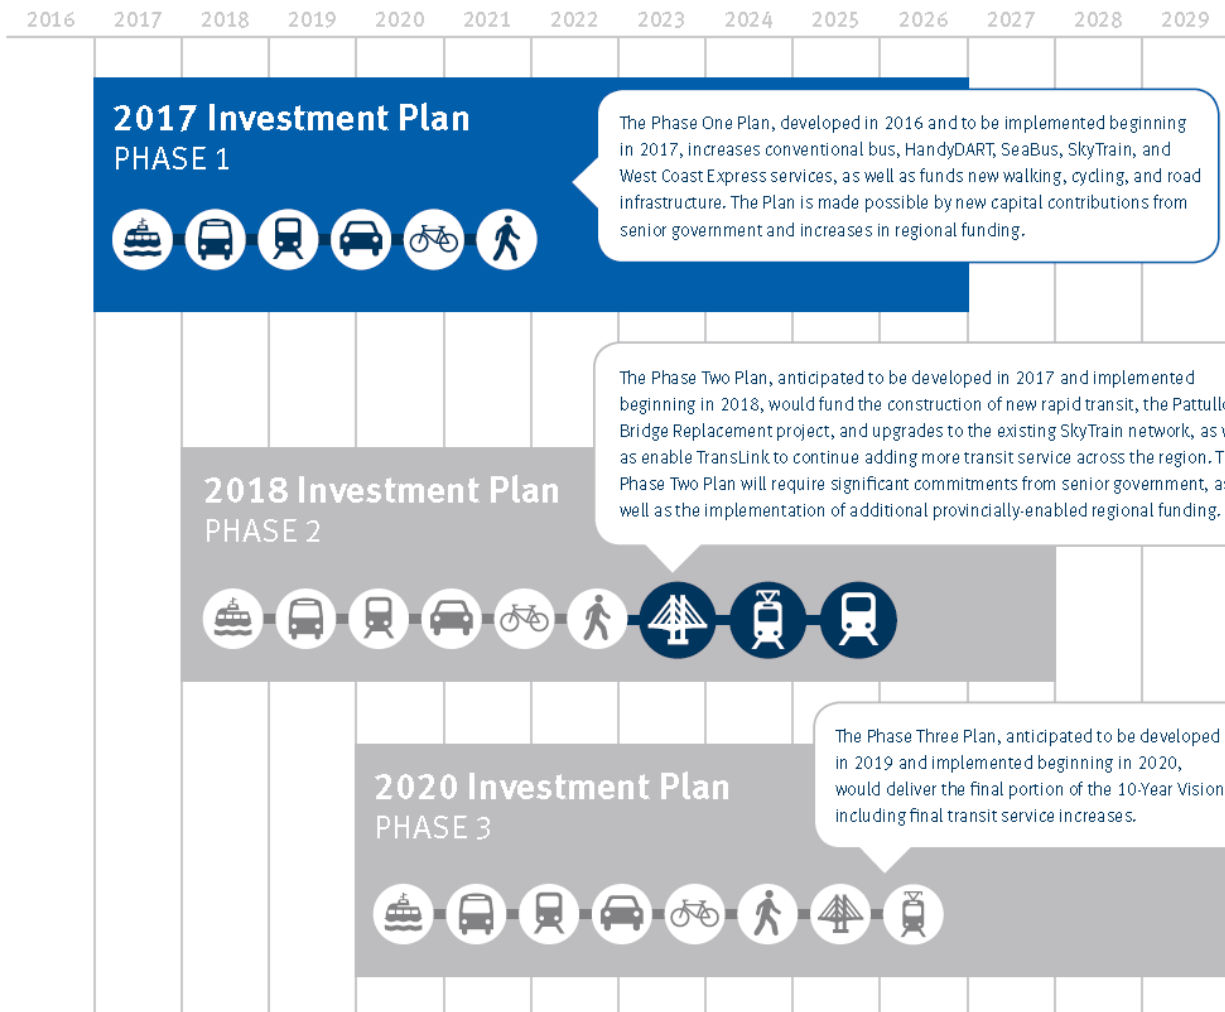 2016 2017 2018 2019 2020 2021 2022 2023 2024 2025 2026 2027 2028 2029
2017 Investment Plan
PHASE 1
The Phase One Plan, developed in 2016 and to be implemented beginning
in 2017, increases conventional bus, HandyDART, SeaBus, SkyTrain, and
West Coast Express services, as well as funds new walking, cycling, and road
infrastructure. The Plan is made possible by new capital contributions from
senior government and increases in regional funding.
The Phase Two Plan, anticipated to be developed in 2017 and implemented
beginning in 2018, would fund the construction of new rapid transit, the
Bridge Replacement project, and upgrades to the existing SkyTrain network, as
as enable TransLink to continue adding more transit service across the region.
Phase Two Plan will require significant commitments from senior government,
well as the implementation of additional provincially-enabled regional funding.
2018 Investment Plan
PHASE 2
The Phase Three Plan, anticipated to be developed
in 2019 and implemented beginning in 2020,
would deliver the final portion of the 10-Year Vision
including final transit service increases.
2020 Investment Plan
PHASE 3